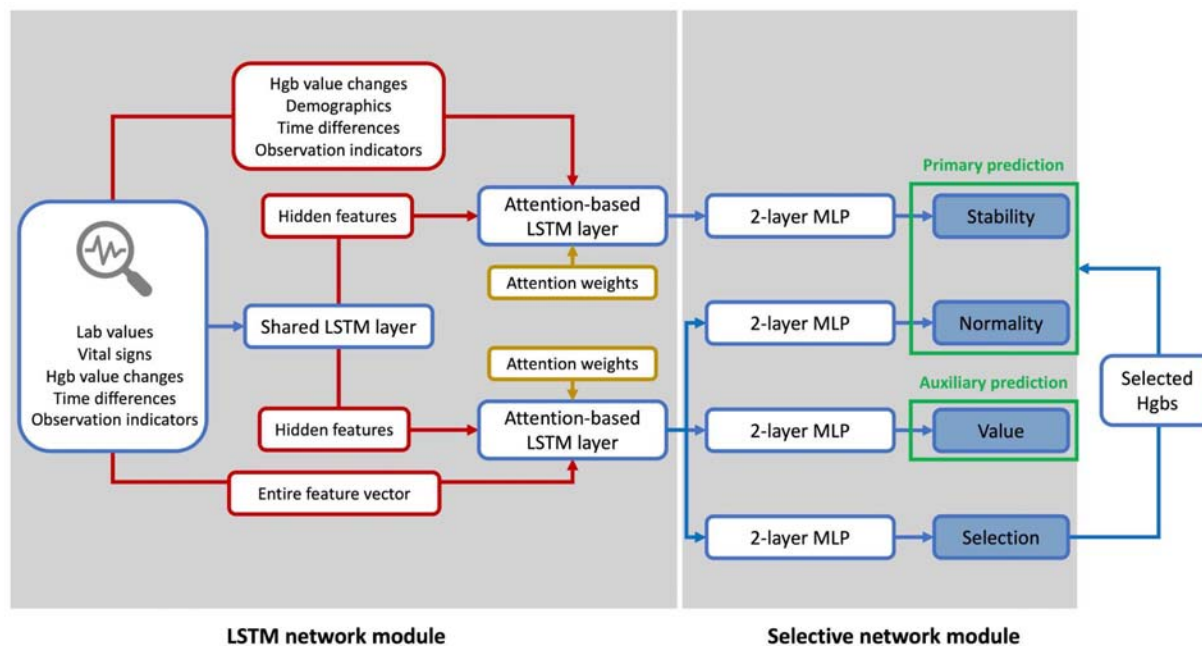 Hgb value changes
Demographics
Time differences
Observation indicators
Lab values
Vital signs
Hgb value changes
Time differences
Observation indicators
Hidden features
Shared LSTM layer
Hidden features
Entire feature vector
Attention-based
LSTM layer
Attention weights
Attention weights
Attention-based
LSTM layer
2-layer MLP
2-layer MLP
2-layer MLP
2-layer MLP
Primary prediction
Stability
Normality
Auxiliary prediction
Value
Selection
Selected
Hgbs
LSTM network module
Selective network module